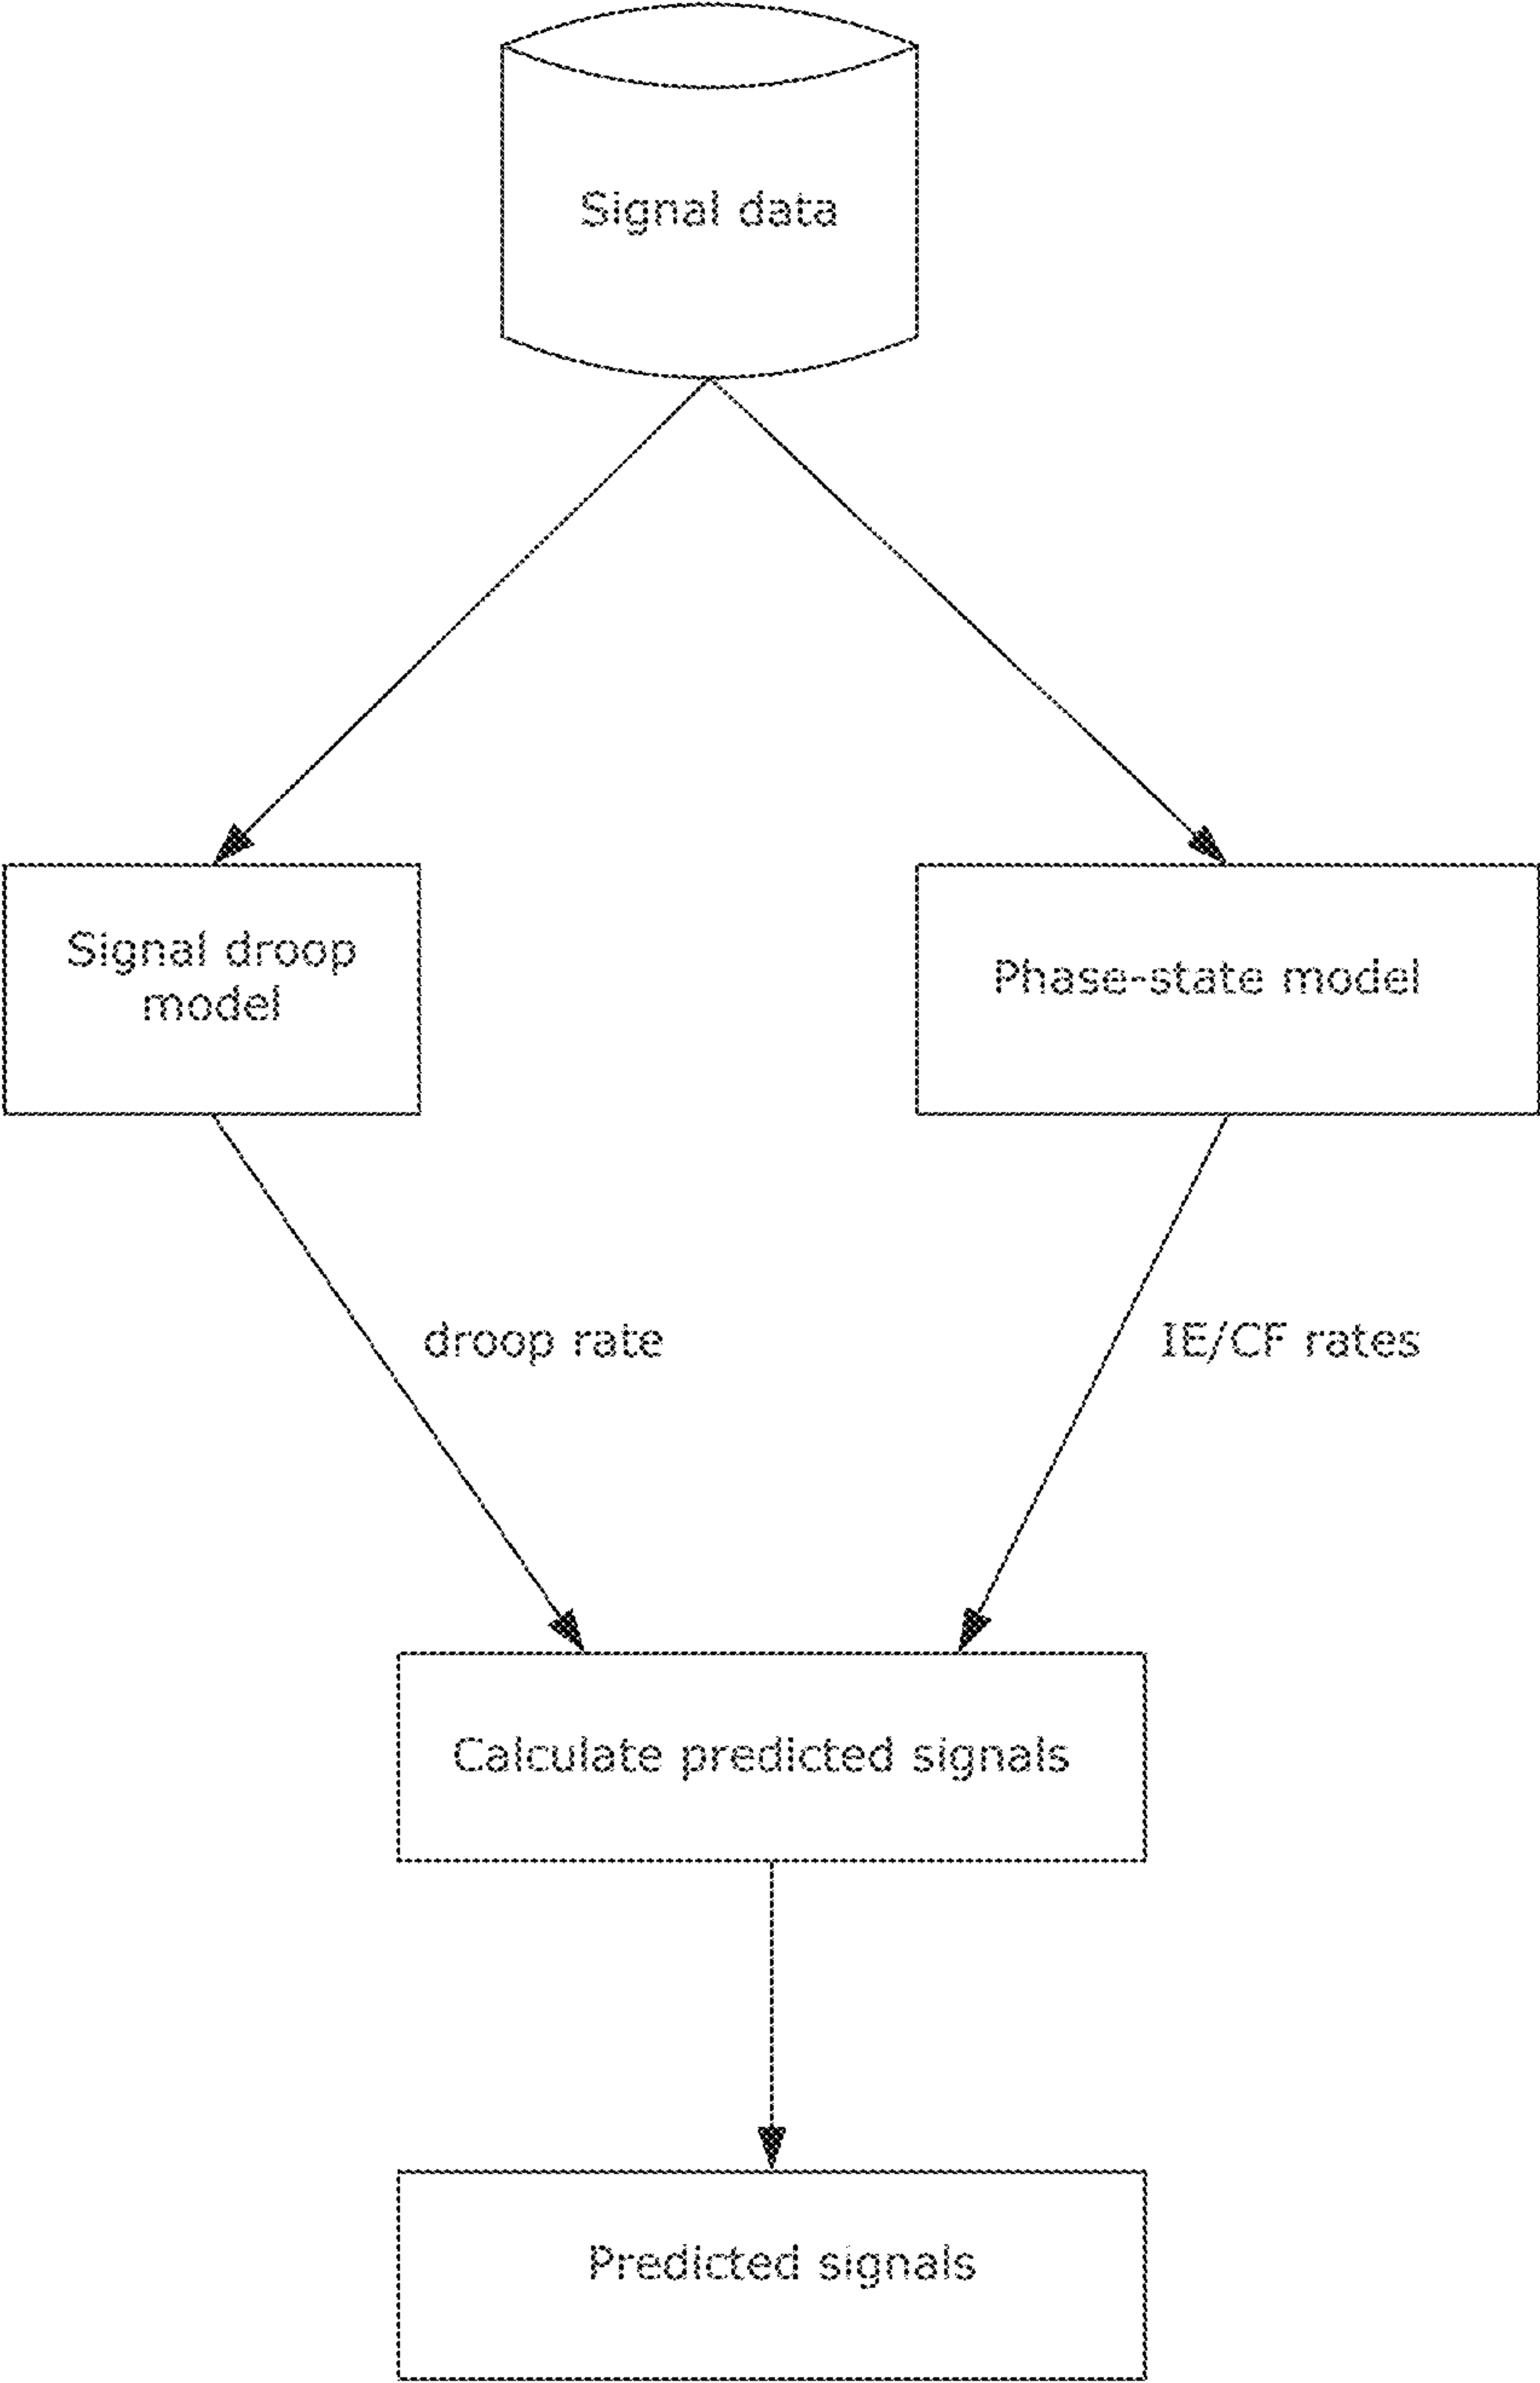 Signal data
Signal droop
model
Phase-state model
droop rate
IE/CF rates
Calculate predicted signals
Predicted signals